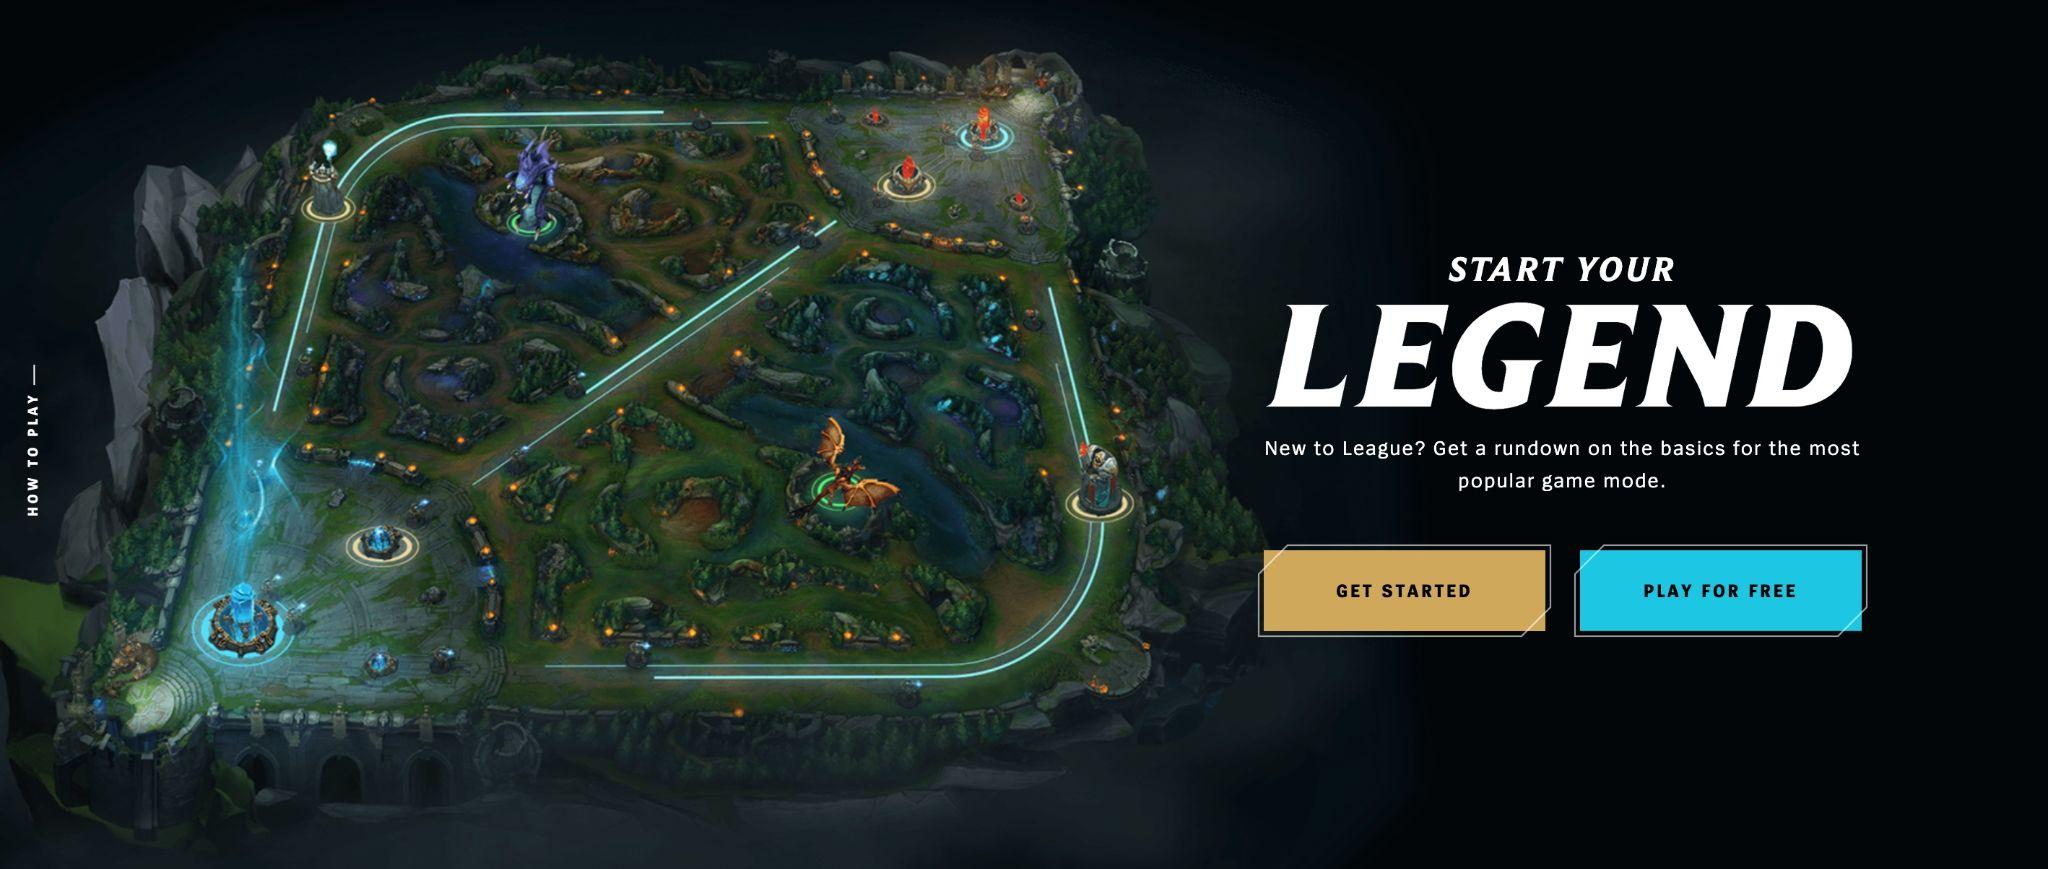 HOW TO PLAY
START YOUR
LEGEND
New to League? Get a rundown on the basics for the most
popular game mode.
GET STARTED
PLAY FOR FREE